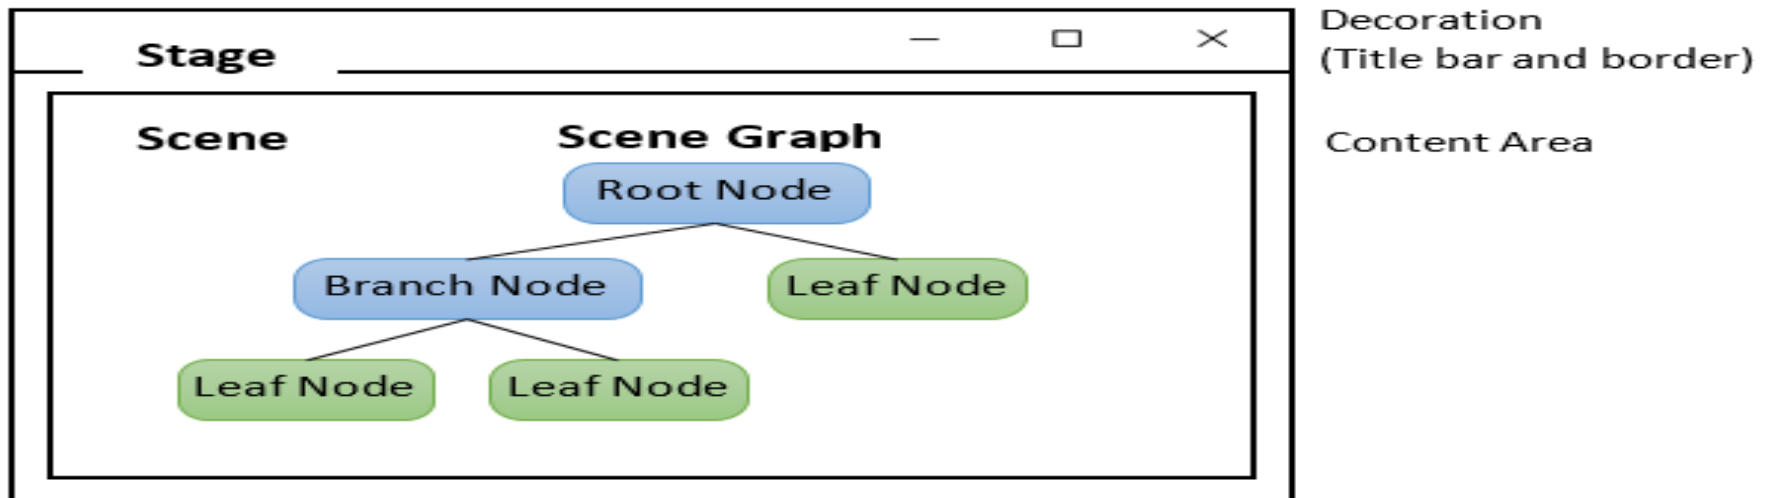 Decoration
Stage
(Title bar and border)
Scene
Scene Graph
Content Area
Root Node
Branch Node
Leaf Node
Leaf Node
Leaf Node